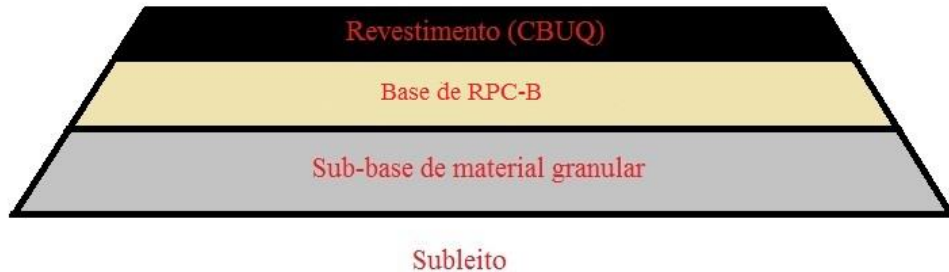 Revestimento (CBUQ)
Base de RPC-B
Sub-base de material granular
Subleito